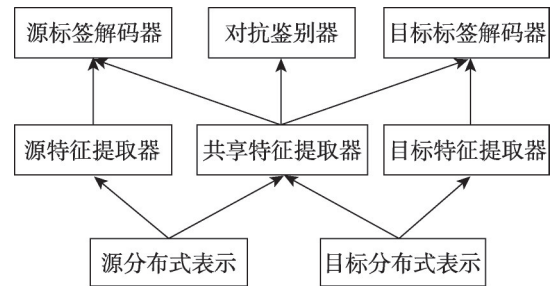 源标签解码器
对抗鉴别器
目标标签解码器
源特征提取器
共享特征提取器
目标特征提取器
源分布式表示
目标分布式表示